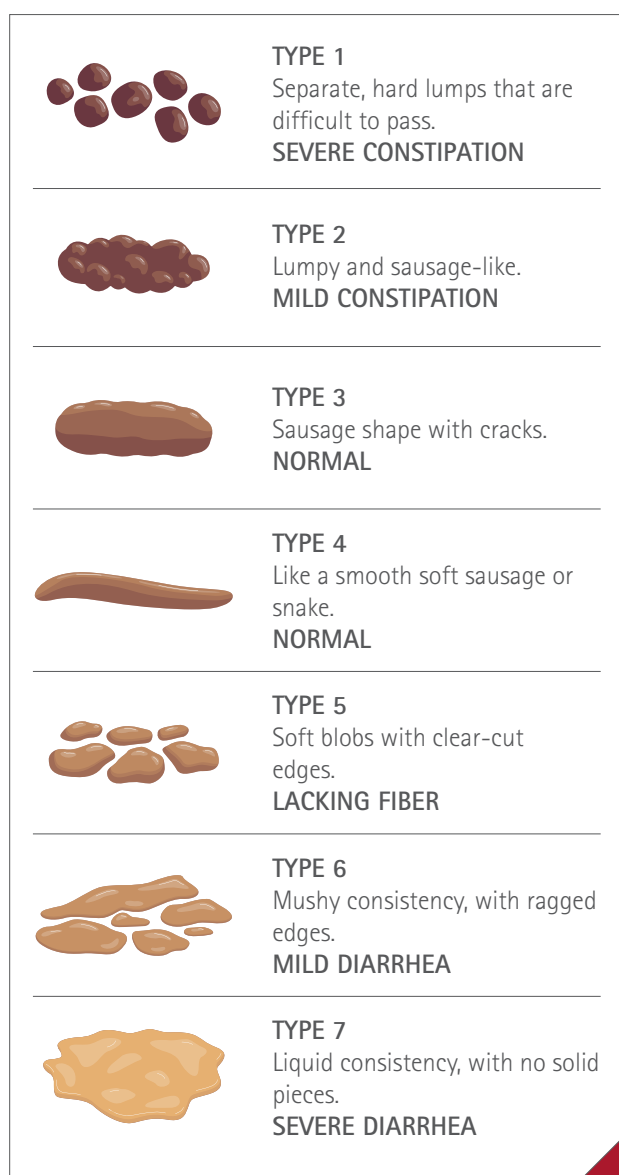 TYPE 1
Separate, hard lumps that are
difficult to pass.
SEVERE CONSTIPATION
TYPE 2
Lumpy and sausage-like.
MILD CONSTIPATION
TYPE 3
Sausage shape with cracks.
NORMAL
TYPE 4
Like a smooth soft sausage or
snake.
NORMAL
TYPE 5
Soft blobs with clear-cut
edges.
LACKING FIBER
TYPE 6
Mushy consistency, with ragged
edges.
MILD DIARRHEA
TYPE 7
Liquid consistency, with no solid
pieces.
SEVERE DIARRHEA